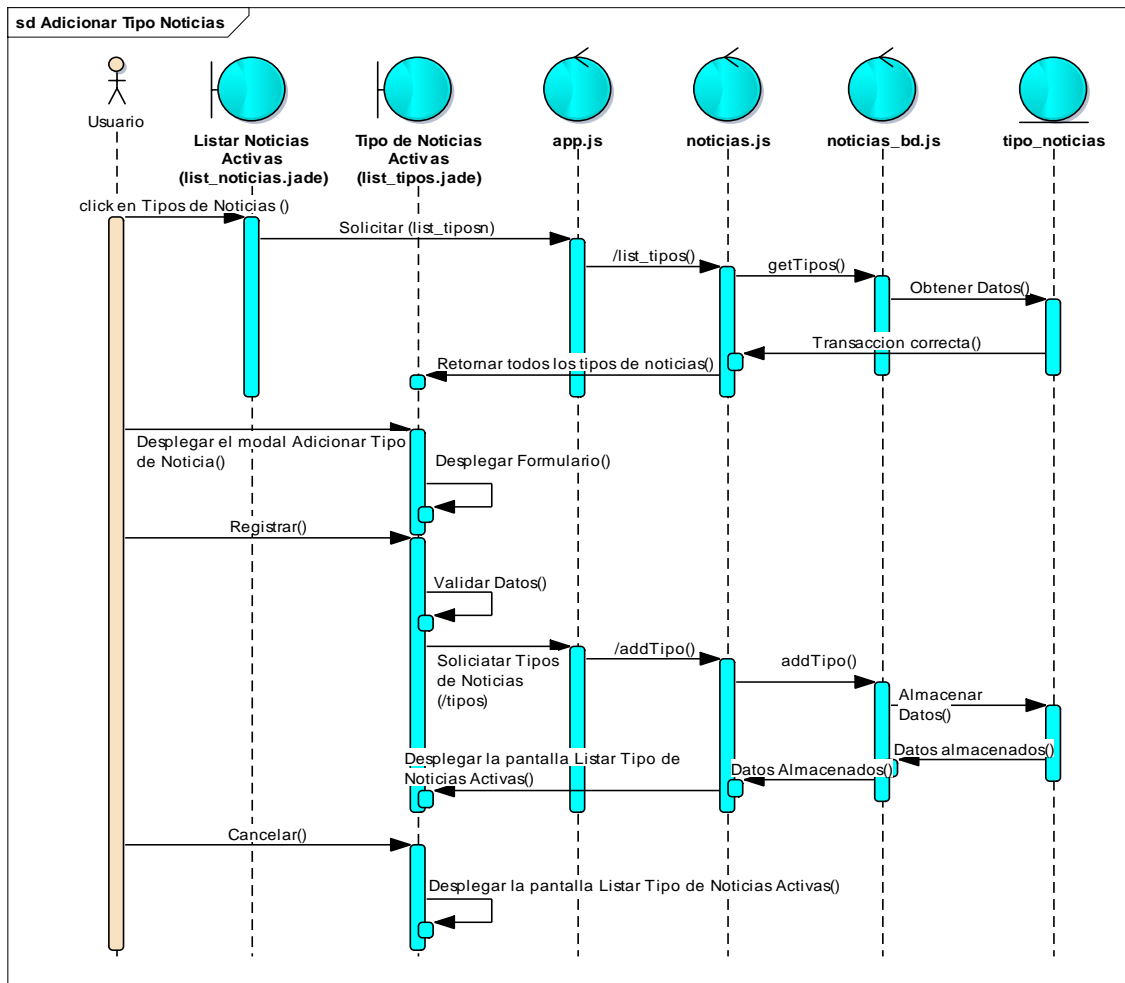 sd Adicionar Tipo Noticias
Usuario
Listar Noticias
Activas
(list_noticias.jade)
Tipo de Noticias
Activas
(list_tipos.jade)
app.js
noticias.js
noticias_bd.js
tipo_noticias
click en Tipos de Noticias ()
Solicitar (list_tiposn)
/list_tipos()
getTipos()
Obtener Datos()
Transaccion correcta()
Retornar todos los tipos de noticias()
Desplegar el modal Adicionar Tipo
de Noticia()
Desplegar Formulario()
Registrar()
Validar Datos()
Soliciatar Tipos
de Noticias
(/tipos)
/addTipo()
addTipo()
Almacenar
Datos()
Datos almacenados()
Datos Almacenados()
Desplegar la pantalla Listar Tipo de
Noticias Activas()
Cancelar()
Desplegar la pantalla Listar Tipo de Noticias Activas()